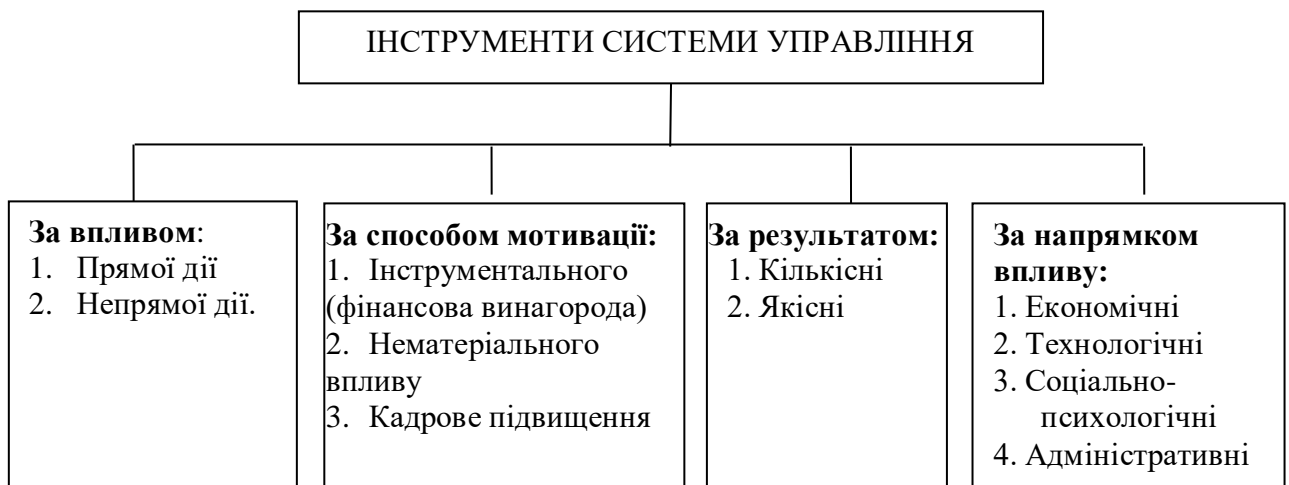 ІНСТРУМЕНТИ СИСТЕМИ УПРАВЛІННЯ
За впливом:
1. Прямої дії
2. Непрямої дії.
За способом мотивації:
1. Інструментального
(фінансова винагорода)
2. Нематеріального
впливу
3. Кадрове підвищення
За результатом:
1. Кількісні
2. Якісні
За напрямком
впливу:
1. Економічні
2. Технологічні
3. Соціально-
психологічні
4. Адміністративні